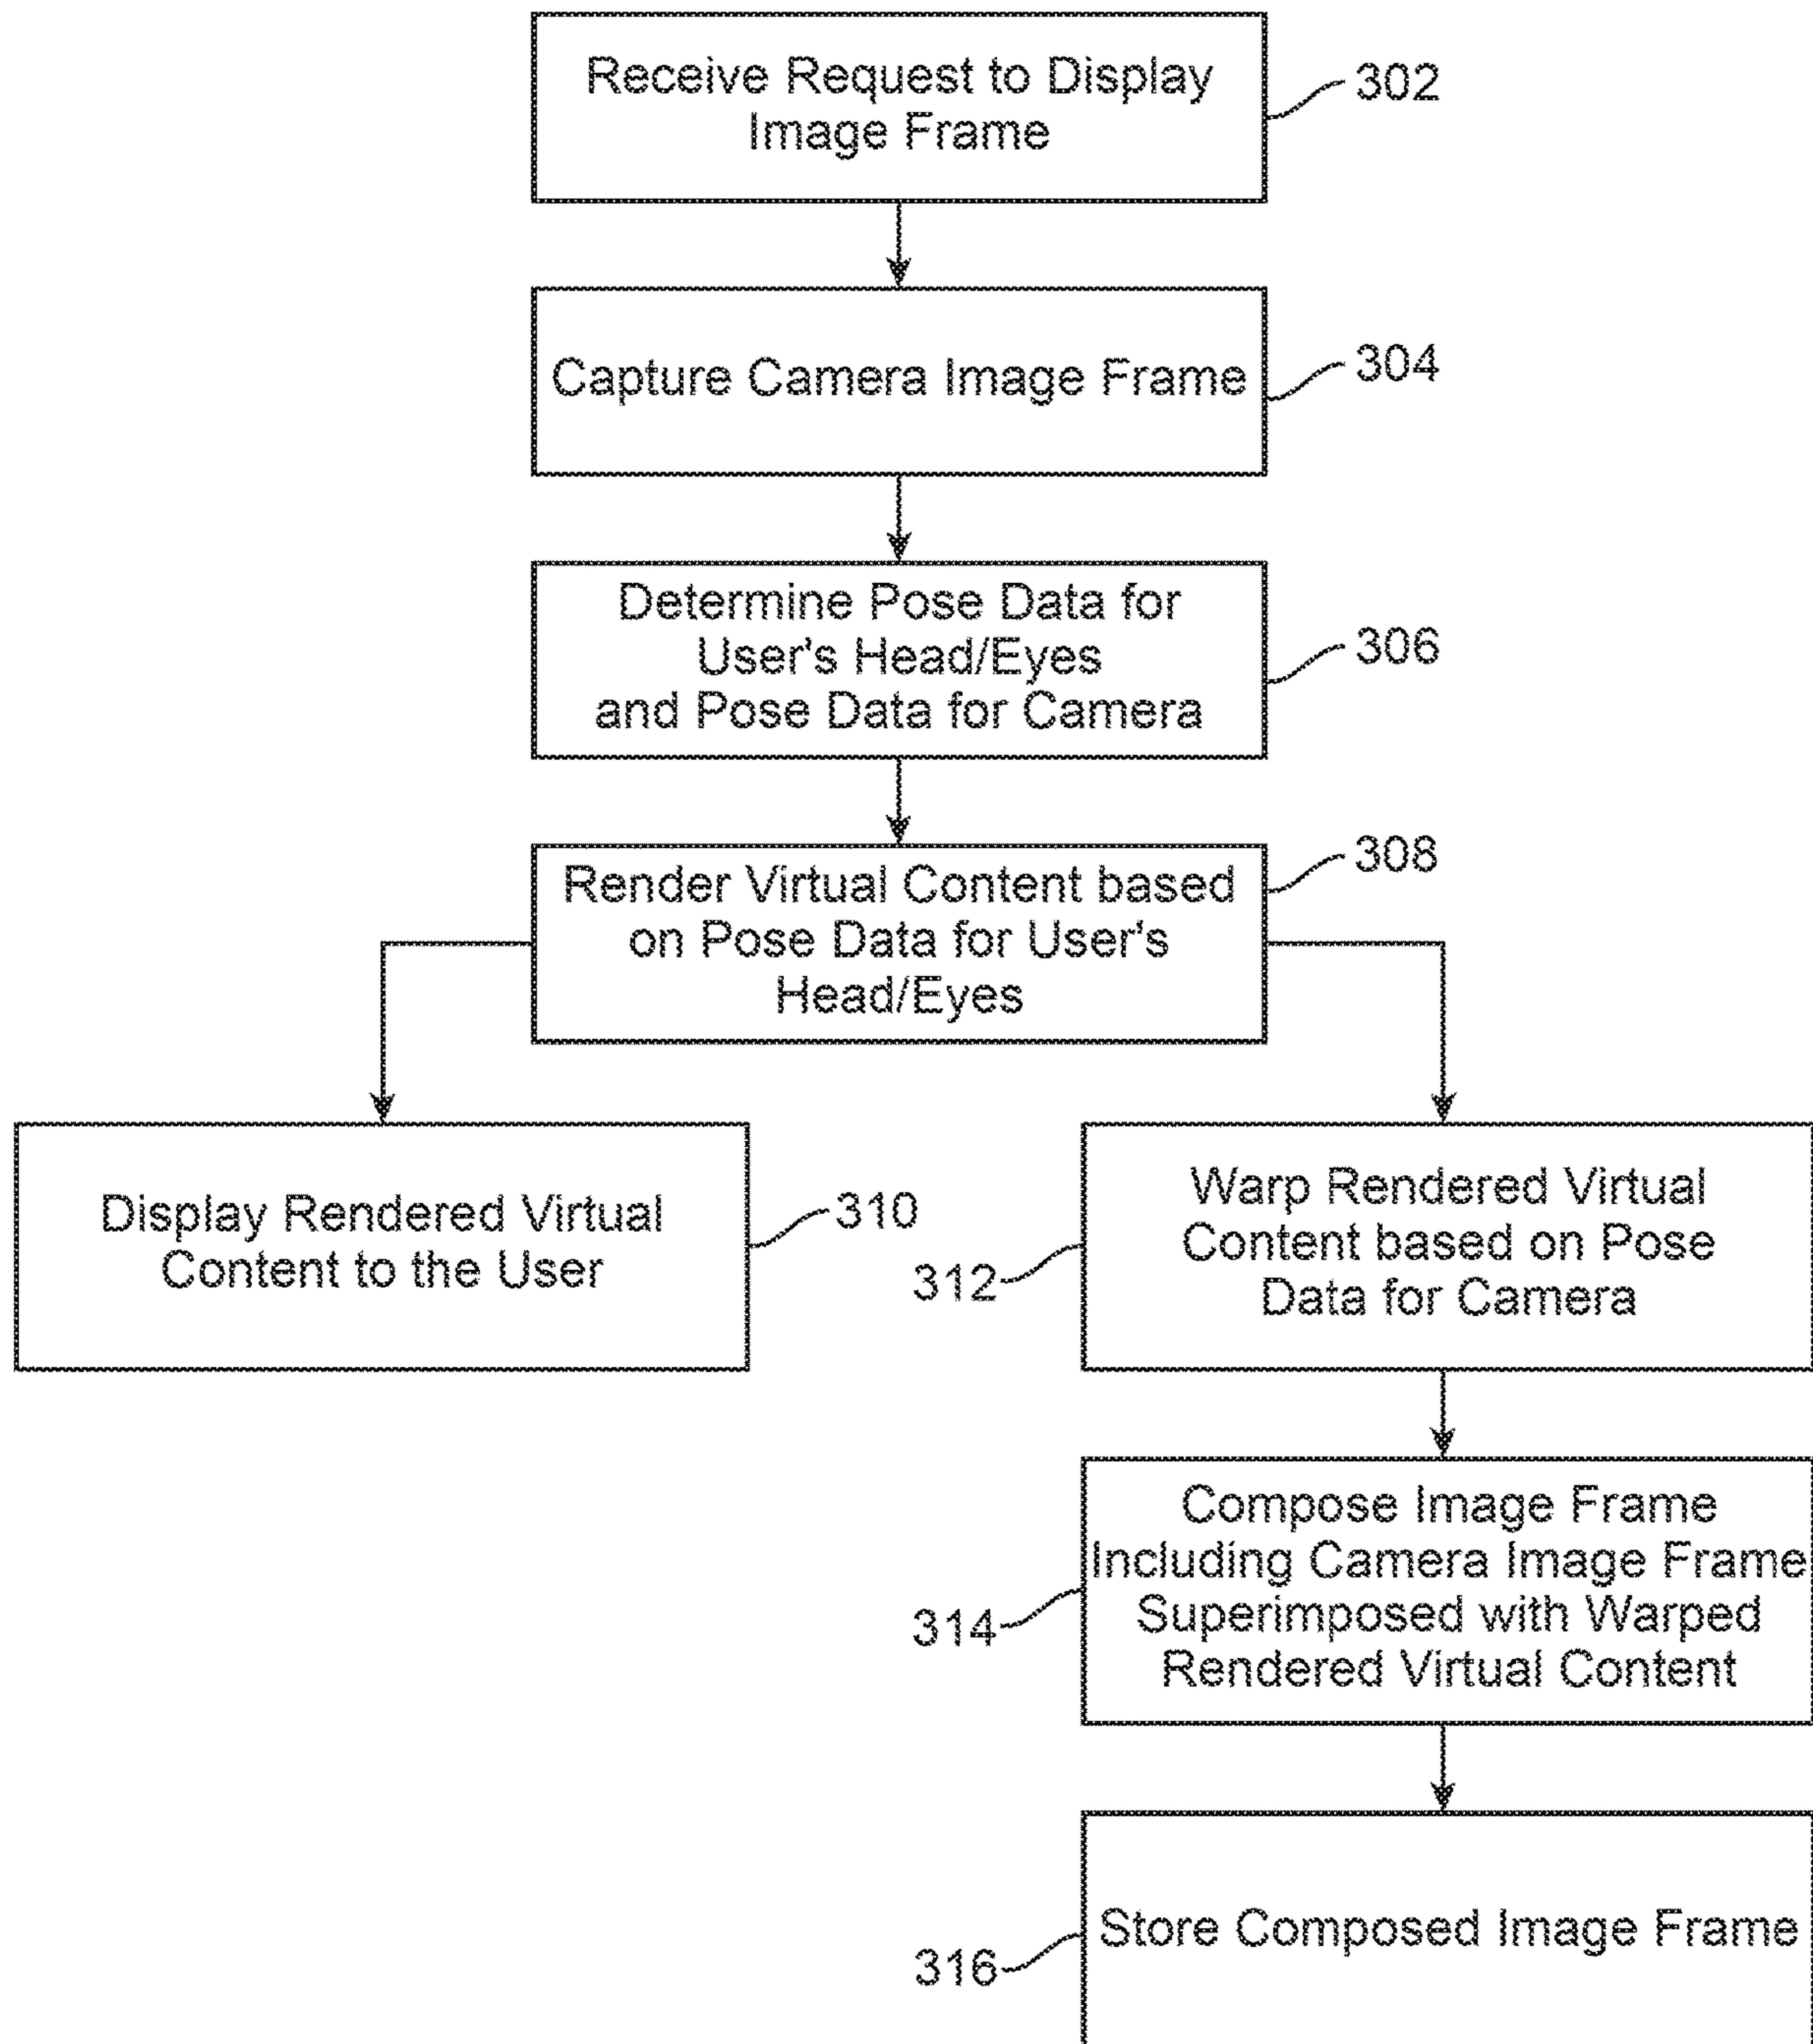 Receive Request to Display
Image Frame
302
Capture Camera Image Frame
304
Determine Pose Data for
User's Head/Eyes
and Pose Data for Camera
306
Render Virtual Content based
on Pose Data for User's
Head/Eyes
308
Display Rendered Virtual
Content to the User
310
Warp Rendered Virtual
Content based on Pose
Data for Camera
312
Compose Image Frame
Including Camera Image Frame
Superimposed with Warped
Rendered Virtual Content
314
Store Composed Image Frame
316